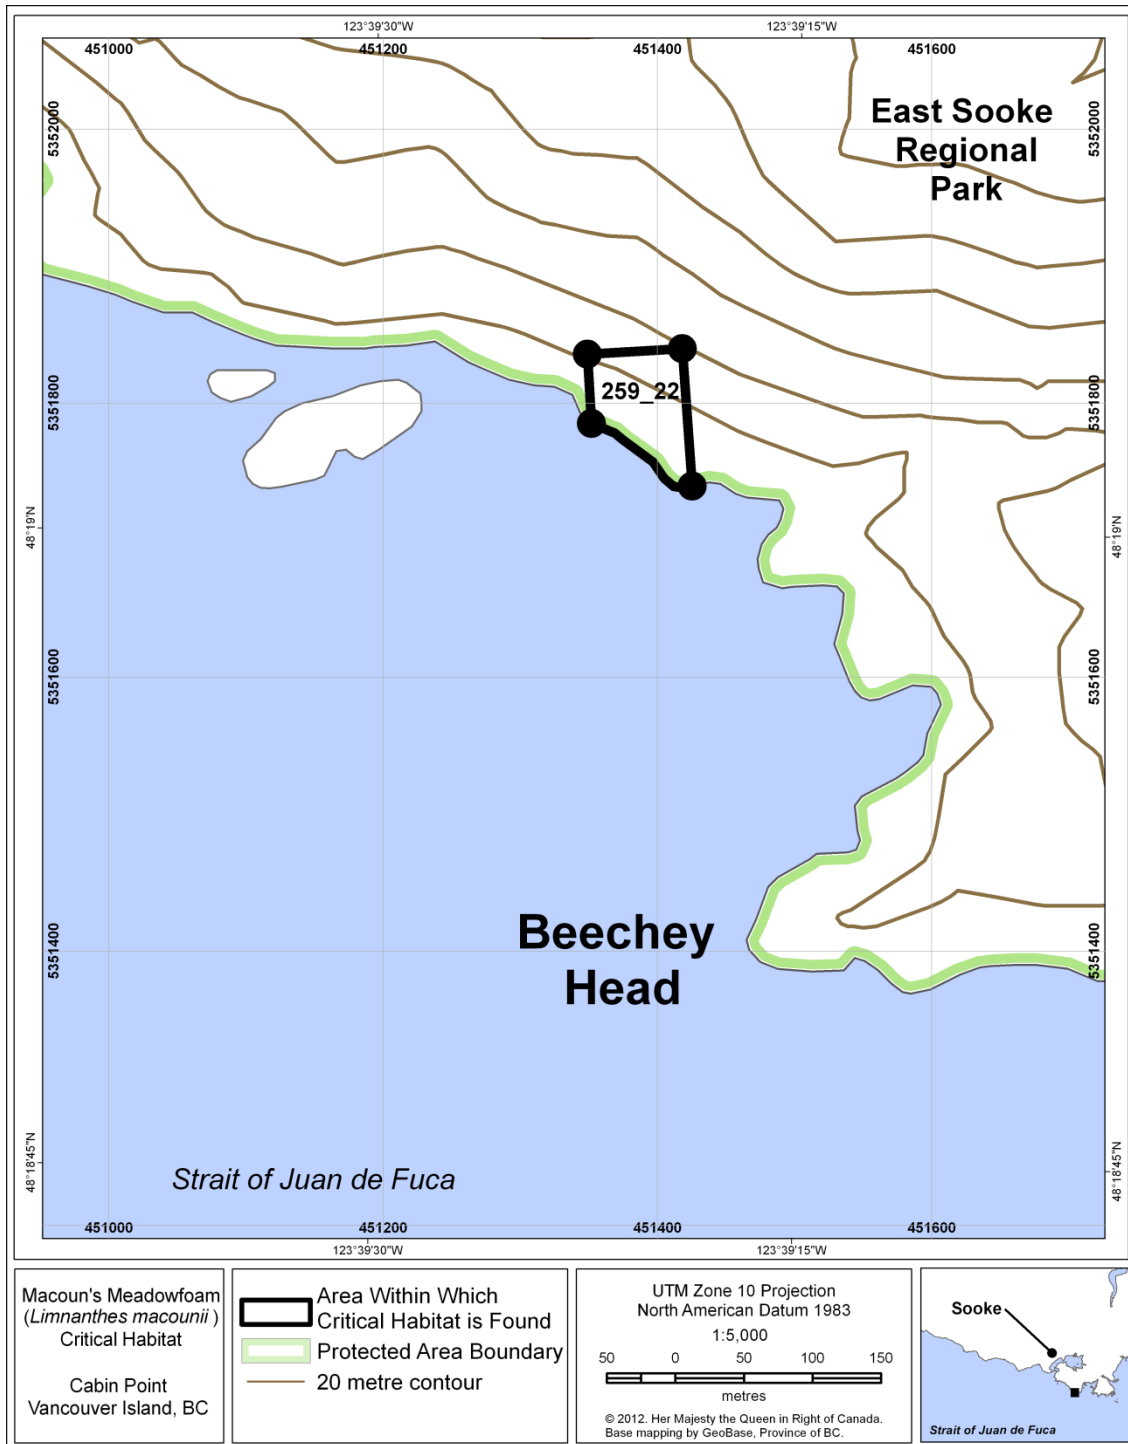 123°39'30"W
123°39'15"W
451000
451200
451400
451600
5352000
5352000
East Sooke
Regional
Park
5351800
5351800
259_22
48°19'N
48°19'N
5351600
5351600
5351400
5351400
Beechey
Head
48°18'45"N
48°18'45"N
Strait of Juan de Fuca
451000
451200
451400
451600
123°39'30"W
123°39'15"W
Macoun's Meadowfoam
(Limnanthes macounii )
Critical Habitat
Cabin Point
Vancouver Island, BC
Area Within Which
Critical Habitat is Found
Protected Area Boundary
20 metre contour
UTM Zone 10 Projection
North American Datum 1983
1:5,000
50 0 50 100 150
metres
© 2012. Her Majesty the Queen in Right of Canada.
Base mapping by GeoBase, Province of BC.
Sooke
Strait of Juan de Fuca